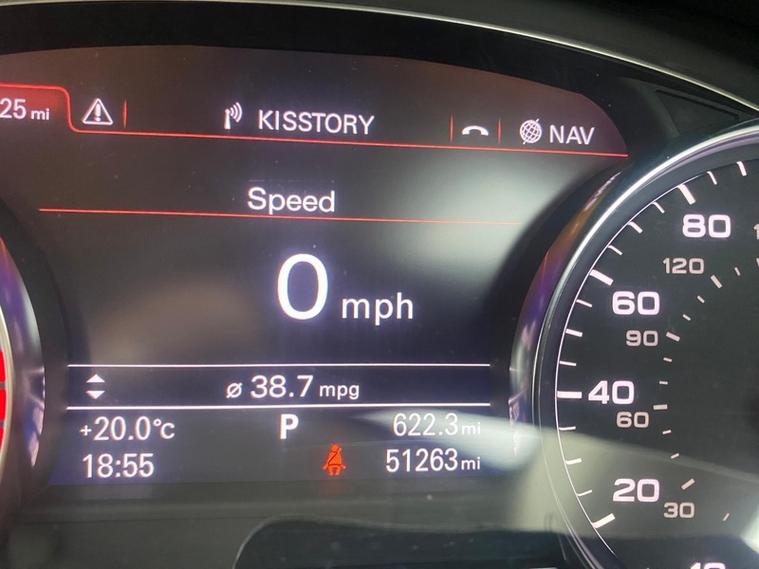 25 mi KISSTORY NAV
Speed
0 mph
ø 38.7 mpg
+20.0°c P 622.3 mi
18:55 51263 mi
80
120
60
90
40
60
20
30